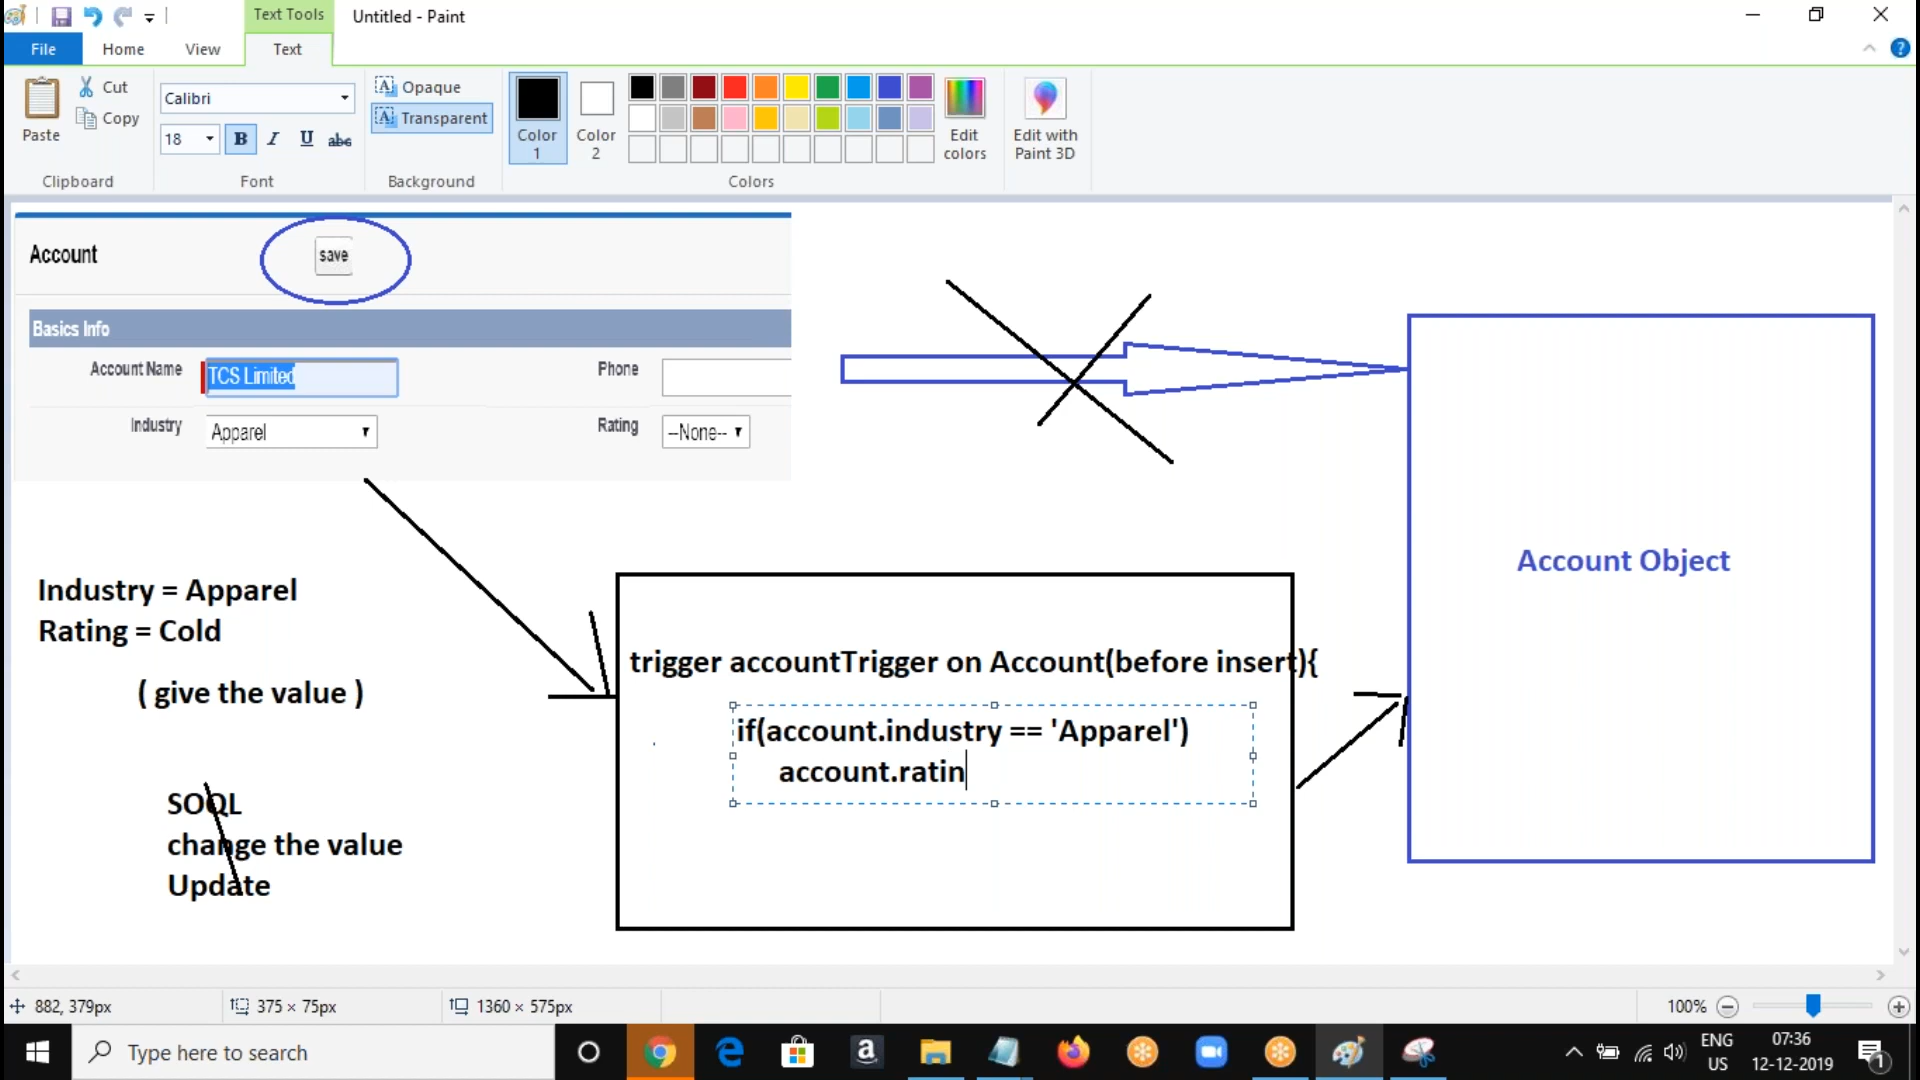 Text Tools
Untitled - Paint
File
Home
View
Text
Paste
Cut
Copy
Clipboard
Calibri
18
B
I
U
abc
Font
Opaque
Transparent
Background
Color
1
Color
2
Edit
colors
Colors
Edit with
Paint 3D
Account
save
Basics Info
Account Name
TCS Limited
Phone
Industry
Apparel
Rating
--None--
Account Object
Industry = Apparel
Rating = Cold
( give the value )
SOQL
change the value
Update
trigger accountTrigger on Account(before insert){
if(account.industry == 'Apparel')
account.ratin
882, 379px
375 × 75px
1360 × 575px
100%
Type here to search
ENG
US
07:36
12-12-2019
1